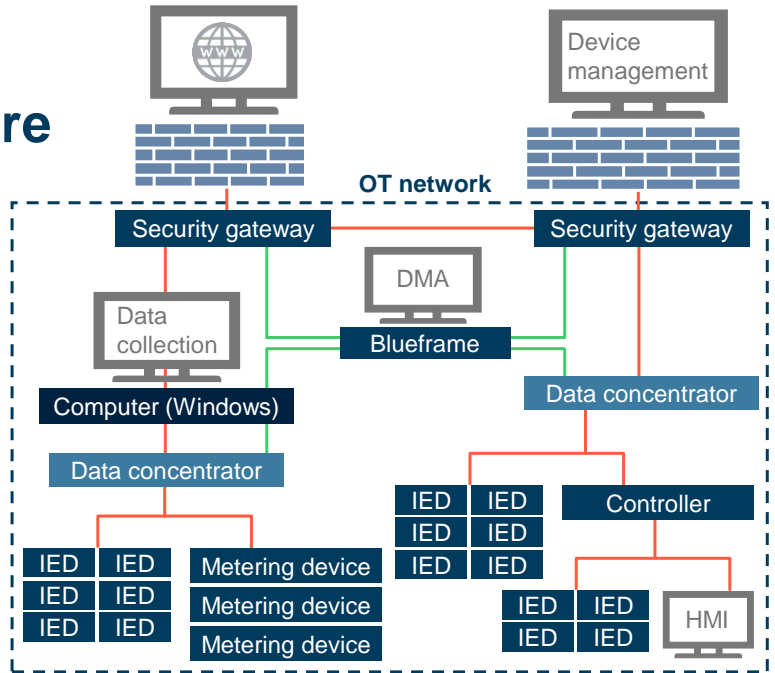 WWW
Device
management
re
OT network
Security gateway
Security gateway
DMA
Data
collection
Blueframe
Computer (Windows)
Data concentrator
Data concentrator
IED IED
IED IED
IED IED
Controller
IED IED
IED IED
IED IED
Metering device
Metering device
Metering device
IED IED
IED IED
HMI